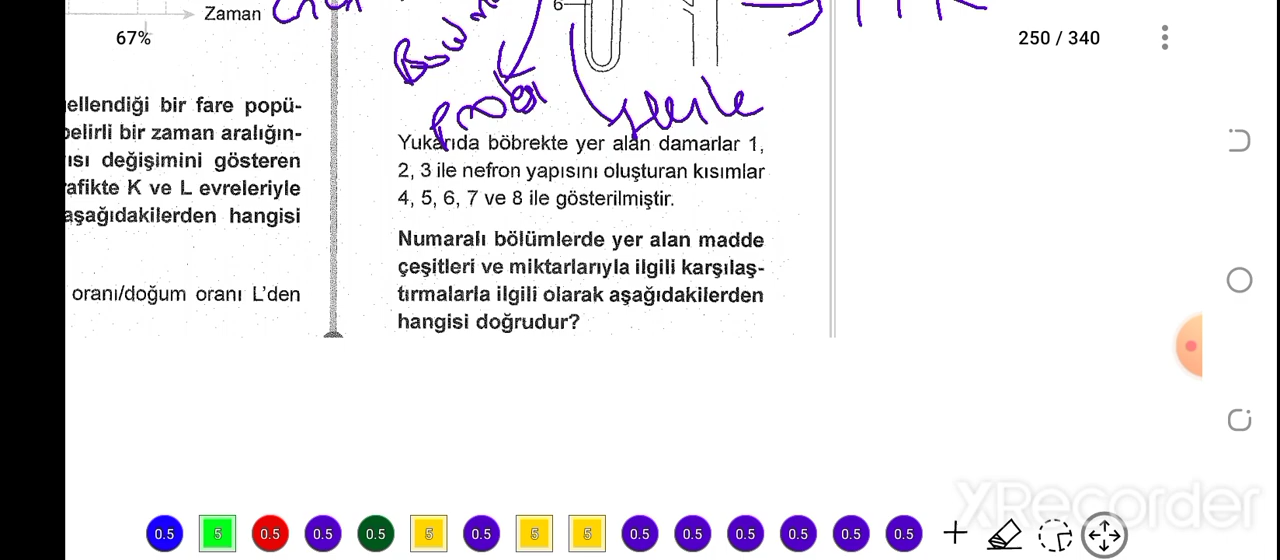 Zaman
67%
ellendiği bir fare popü-
belirli bir zaman aralığın-
ısı değişimini gösteren
afikte K ve L evreleriyle
aşağıdakilerden hangisi
oranı/doğum oranı L'den
6
Bowm
Yukarıda böbrekte yer alan damarlar 1,
2, 3 ile nefron yapısını oluşturan kısımlar
4, 5, 6, 7 ve 8 ile gösterilmiştir.
Numaralı bölümlerde yer alan madde
çeşitleri ve miktarlarıyla ilgili karşılaş-
tırmalarla ilgili olarak aşağıdakilerden
hangisi doğrudur?
250 / 340
XRecorder
0.5 5 0.5 0.5 0.5 5 0.5 5 5 0.5 0.5 0.5 0.5 0.5 0.5